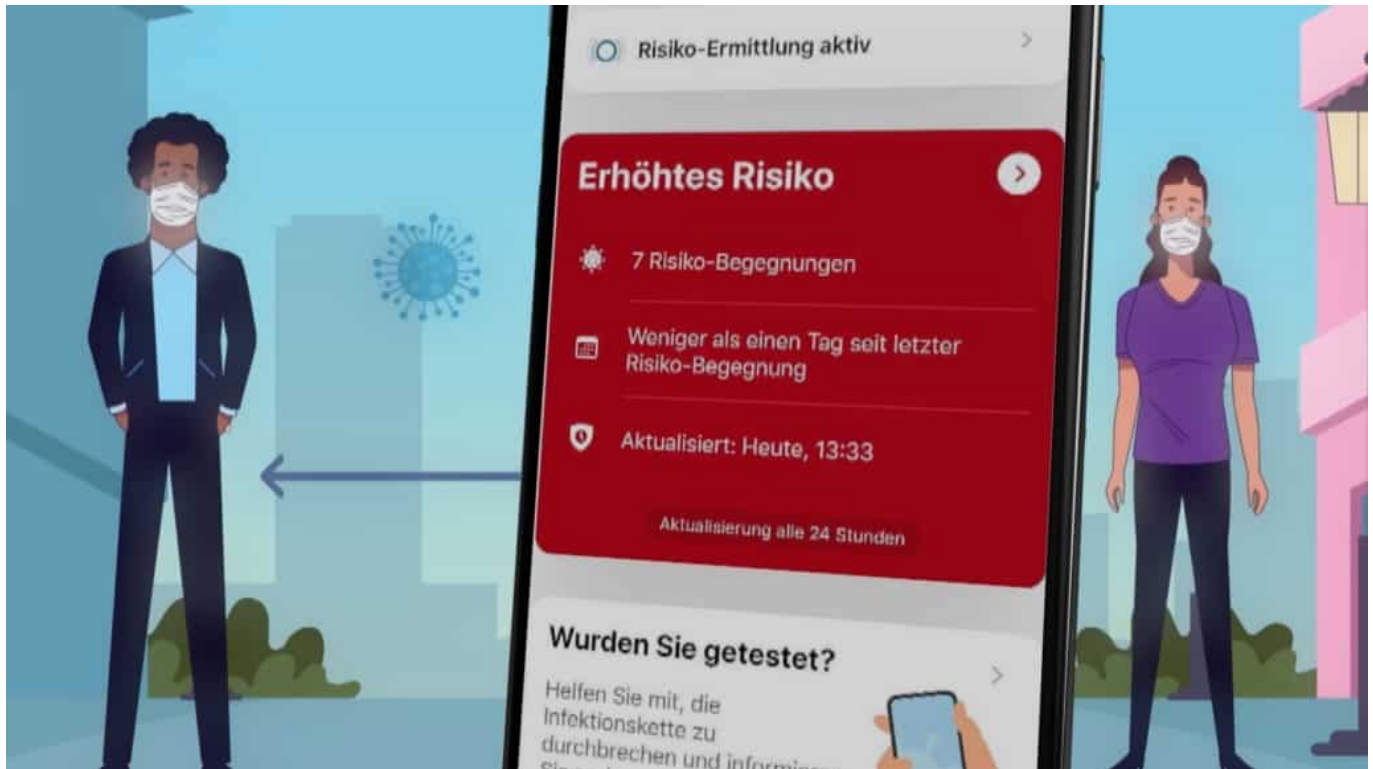 Risiko-Ermittlung aktiv
Erhöhtes Risiko
7 Risiko-Begegnungen
Weniger als einen Tag seit letzter
Risiko-Begegnung
Aktualisiert: Heute, 13:33
Aktualisierung alle 24 Stunden
Wurden Sie getestet?
Helfen Sie mit, die
Infektionskette zu
durchbrechen und